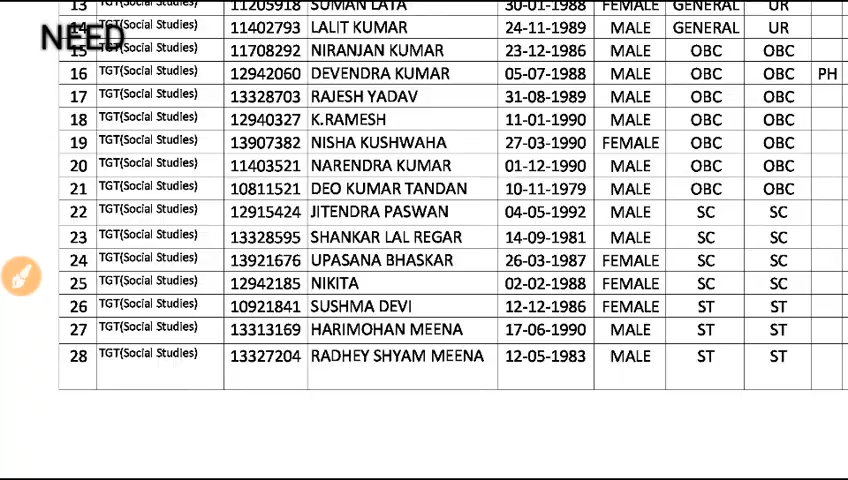 13 TGT(Social Studies) 11205918 SUMAN LATA 30-01-1988 FEMALE GENERAL UR
14 TGT(Social Studies) 11402793 LALIT KUMAR 24-11-1989 MALE GENERAL UR
NEED
15 TGT(Social Studies) 11708292 NIRANJAN KUMAR 23-12-1986 MALE OBC OBC
16 TGT(Social Studies) 12942060 DEVENDRA KUMAR 05-07-1988 MALE OBC OBC PH
17 TGT(Social Studies) 13328703 RAJESH YADAV 31-08-1989 MALE OBC OBC
18 TGT(Social Studies) 12940327 K.RAMESH 11-01-1990 MALE OBC OBC
19 TGT(Social Studies) 13907382 NISHA KUSHWAHA 27-03-1990 FEMALE OBC OBC
20 TGT(Social Studies) 11403521 NARENDRA KUMAR 01-12-1990 MALE OBC OBC
21 TGT(Social Studies) 10811521 DEO KUMAR TANDAN 10-11-1979 MALE OBC OBC
22 TGT(Social Studies) 12915424 JITENDRA PASWAN 04-05-1992 MALE SC SC
23 TGT(Social Studies) 13328595 SHANKAR LAL REGAR 14-09-1981 MALE SC SC
24 TGT(Social Studies) 13921676 UPASANA BHASKAR 26-03-1987 FEMALE SC SC
25 TGT(Social Studies) 12942185 NIKITA 02-02-1988 FEMALE SC SC
26 TGT(Social Studies) 10921841 SUSHMA DEVI 12-12-1986 FEMALE ST ST
27 TGT(Social Studies) 13313169 HARIMOHAN MEENA 17-06-1990 MALE ST ST
28 TGT(Social Studies) 13327204 RADHEY SHYAM MEENA 12-05-1983 MALE ST ST